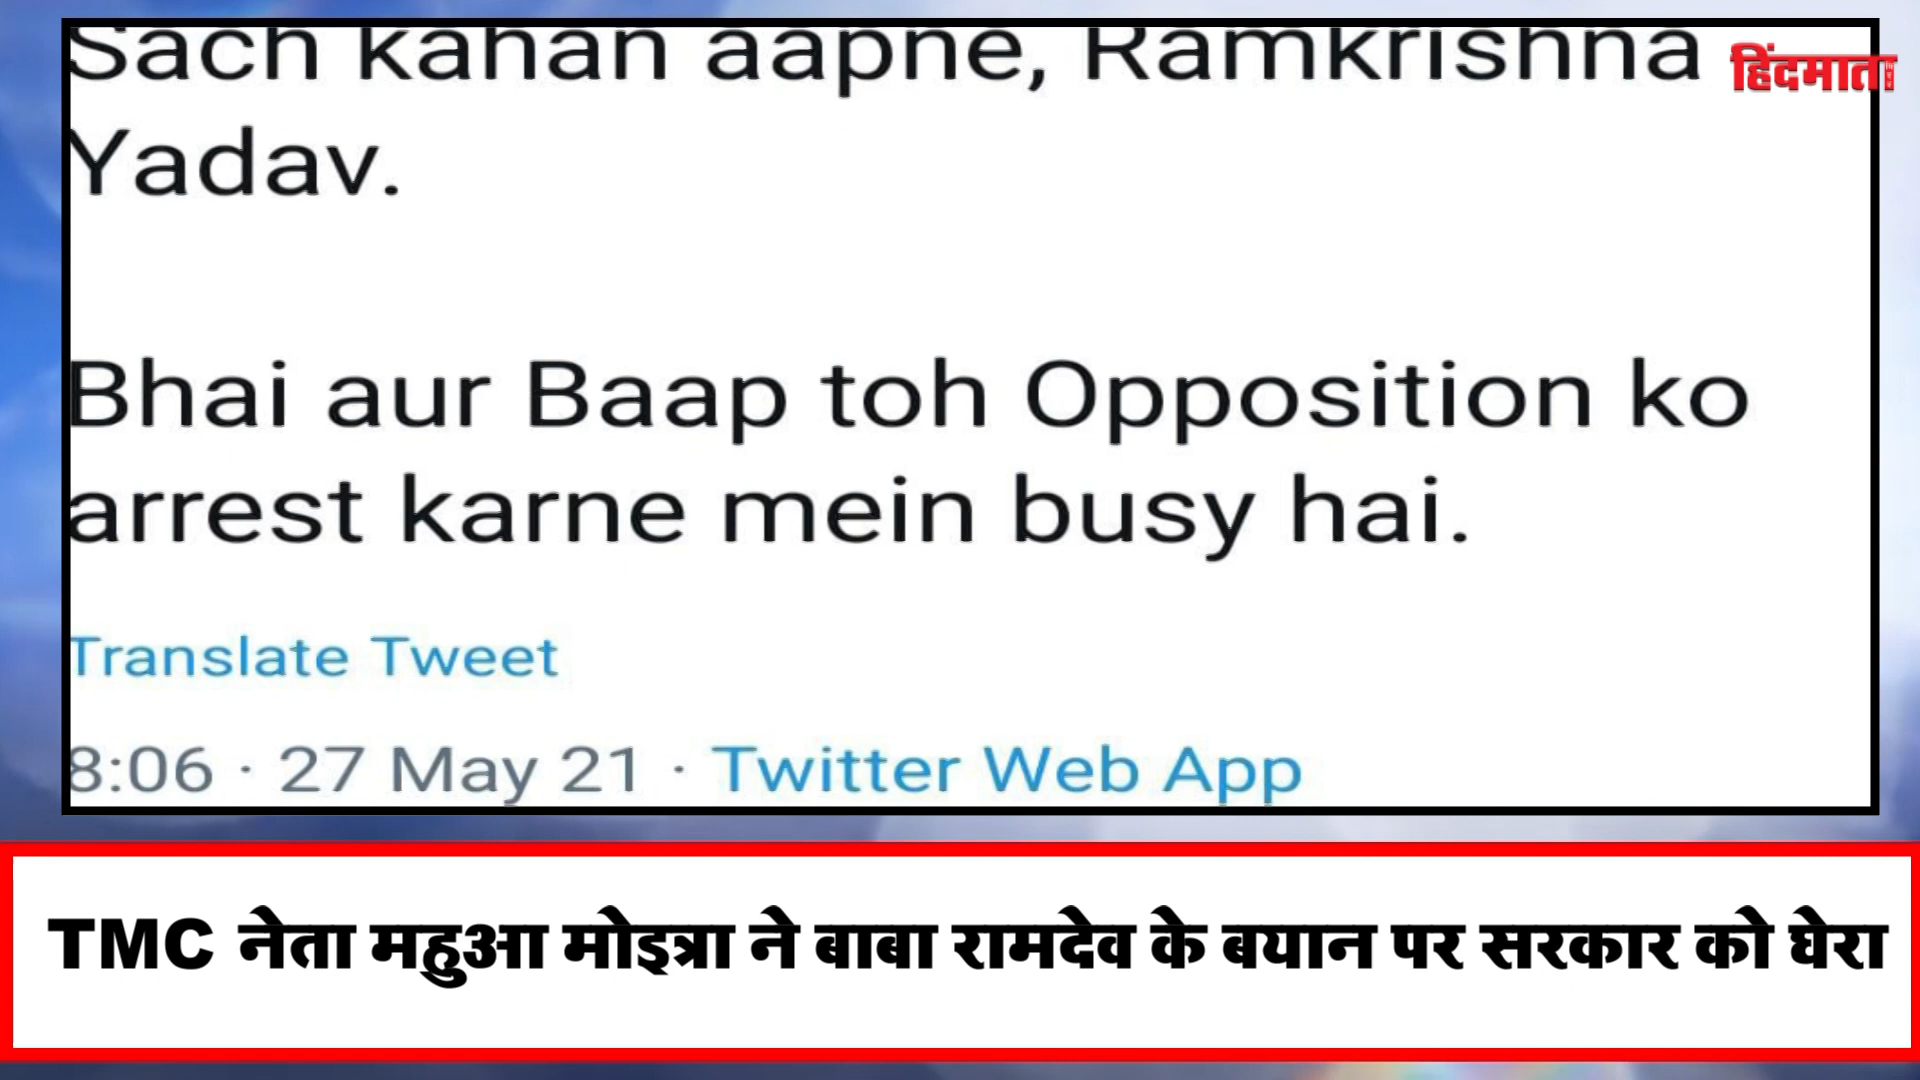 Sach kahan aapne, Ramkrishna
हिंदमाता
Yadav.
Bhai aur Baap toh Opposition ko
arrest karne mein busy hai.
Translate Tweet
8:06 · 27 May 21 · Twitter Web App
TMC नेता महुआ मोइत्रा ने बाबा रामदेव के बयान पर सरकार को घेरा